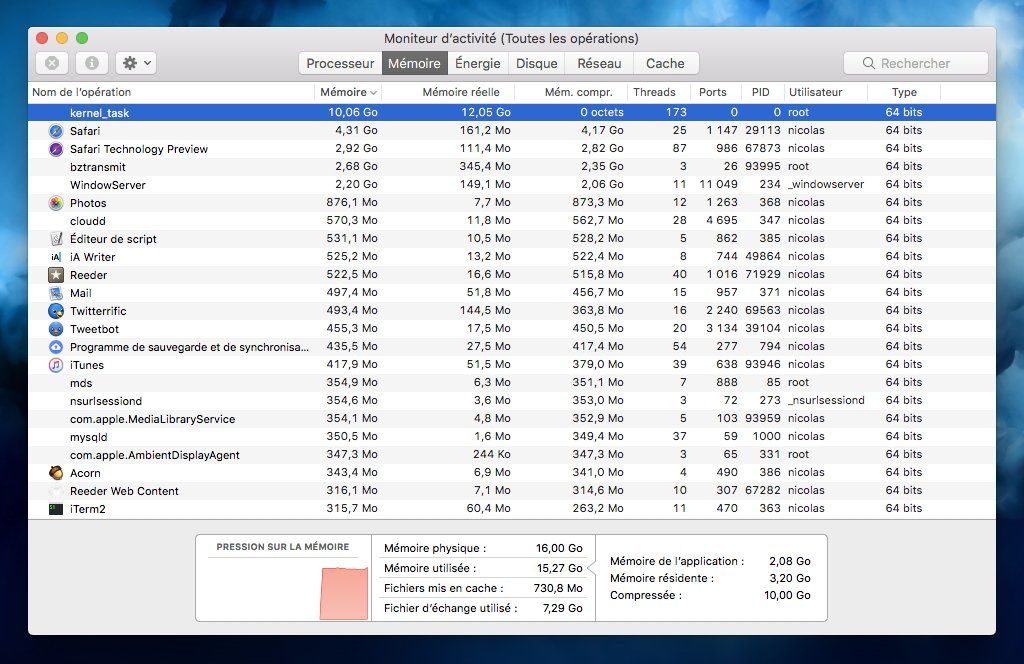 Moniteur d'activité (Toutes les opérations)
Processeur Mémoire Énergie Disque Réseau Cache Rechercher
Nom de l'opération Mémoire Mémoire réelle Mém. compr. Threads Ports PID Utilisateur Type
kernel_task 10,06 Go 12,05 Go 0 octets 173 0 0 root 64 bits
Safari 4,31 Go 161,2 Mo 4,17 Go 25 1 147 29113 nicolas 64 bits
Safari Technology Preview 2,92 Go 111,4 Mo 2,82 Go 87 986 67873 nicolas 64 bits
bztransmit 2,68 Go 345,4 Mo 2,35 Go 3 26 93995 root 64 bits
WindowServer 2,20 Go 149,1 Mo 2,06 Go 11 11 049 234 _windowserver 64 bits
Photos 876,1 Mo 7,7 Mo 873,3 Mo 12 1 263 368 nicolas 64 bits
cloudd 570,3 Mo 11,8 Mo 562,7 Mo 28 4 695 347 nicolas 64 bits
Éditeur de script 531,1 Mo 10,5 Mo 528,2 Mo 5 862 385 nicolas 64 bits
iA iA Writer 525,2 Mo 13,2 Mo 522,4 Mo 8 744 49864 nicolas 64 bits
Reeder 522,5 Mo 16,6 Mo 515,8 Mo 40 1 016 71929 nicolas 64 bits
Mail 497,4 Mo 51,8 Mo 456,7 Mo 15 957 371 nicolas 64 bits
Twitterrific 493,4 Mo 144,5 Mo 363,8 Mo 16 2 240 69563 nicolas 64 bits
Tweetbot 455,3 Mo 17,5 Mo 450,5 Mo 20 3 134 39104 nicolas 64 bits
Programme de sauvegarde et de synchronisa... 435,5 Mo 27,5 Mo 417,4 Mo 54 277 794 nicolas 64 bits
iTunes 417,9 Mo 51,5 Mo 379,0 Mo 39 638 93946 nicolas 64 bits
mds 354,9 Mo 6,3 Mo 351,1 Mo 7 888 85 root 64 bits
nsurlsessiond 354,6 Mo 3,6 Mo 353,0 Mo 3 72 273 _nsurlsessiond 64 bits
com.apple.MediaLibraryService 354,1 Mo 4,8 Mo 352,9 Mo 5 103 93959 nicolas 64 bits
mysqld 350,5 Mo 1,6 Mo 349,4 Mo 37 59 1000 nicolas 64 bits
com.apple.AmbientDisplayAgent 347,3 Mo 244 Ko 347,3 Mo 3 65 331 root 64 bits
Acorn 343,4 Mo 6,9 Mo 341,0 Mo 4 490 386 nicolas 64 bits
Reeder Web Content 316,1 Mo 7,1 Mo 314,6 Mo 10 307 67282 nicolas 64 bits
iTerm2 315,7 Mo 60,4 Mo 263,2 Mo 11 470 363 nicolas 64 bits
PRESSION SUR LA MÉMOIRE
Mémoire physique : 16,00 Go
Mémoire utilisée : 15,27 Go
Fichiers mis en cache : 730,8 Mo
Fichier d'échange utilisé : 7,29 Go
Mémoire de l'application : 2,08 Go
Mémoire résidente : 3,20 Go
Compressée : 10,00 Go